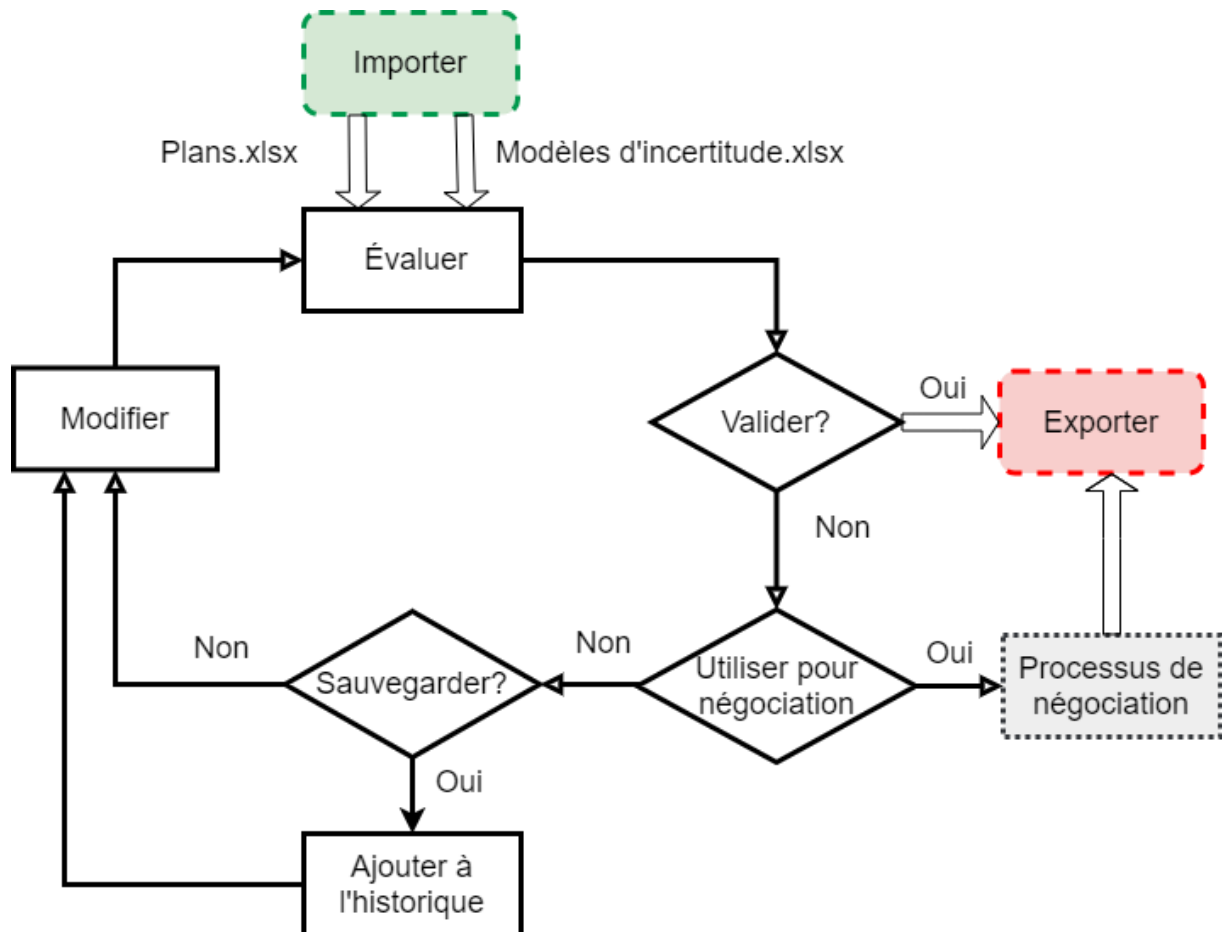 Importer
Plans.xlsx
Modèles d'incertitude.xlsx
Évaluer
Modifier
Valider?
Oui
Exporter
Non
Non
Sauvegarder?
Non
Utiliser pour
négociation
Oui
Processus de
négociation
Oui
Ajouter à
l'historique